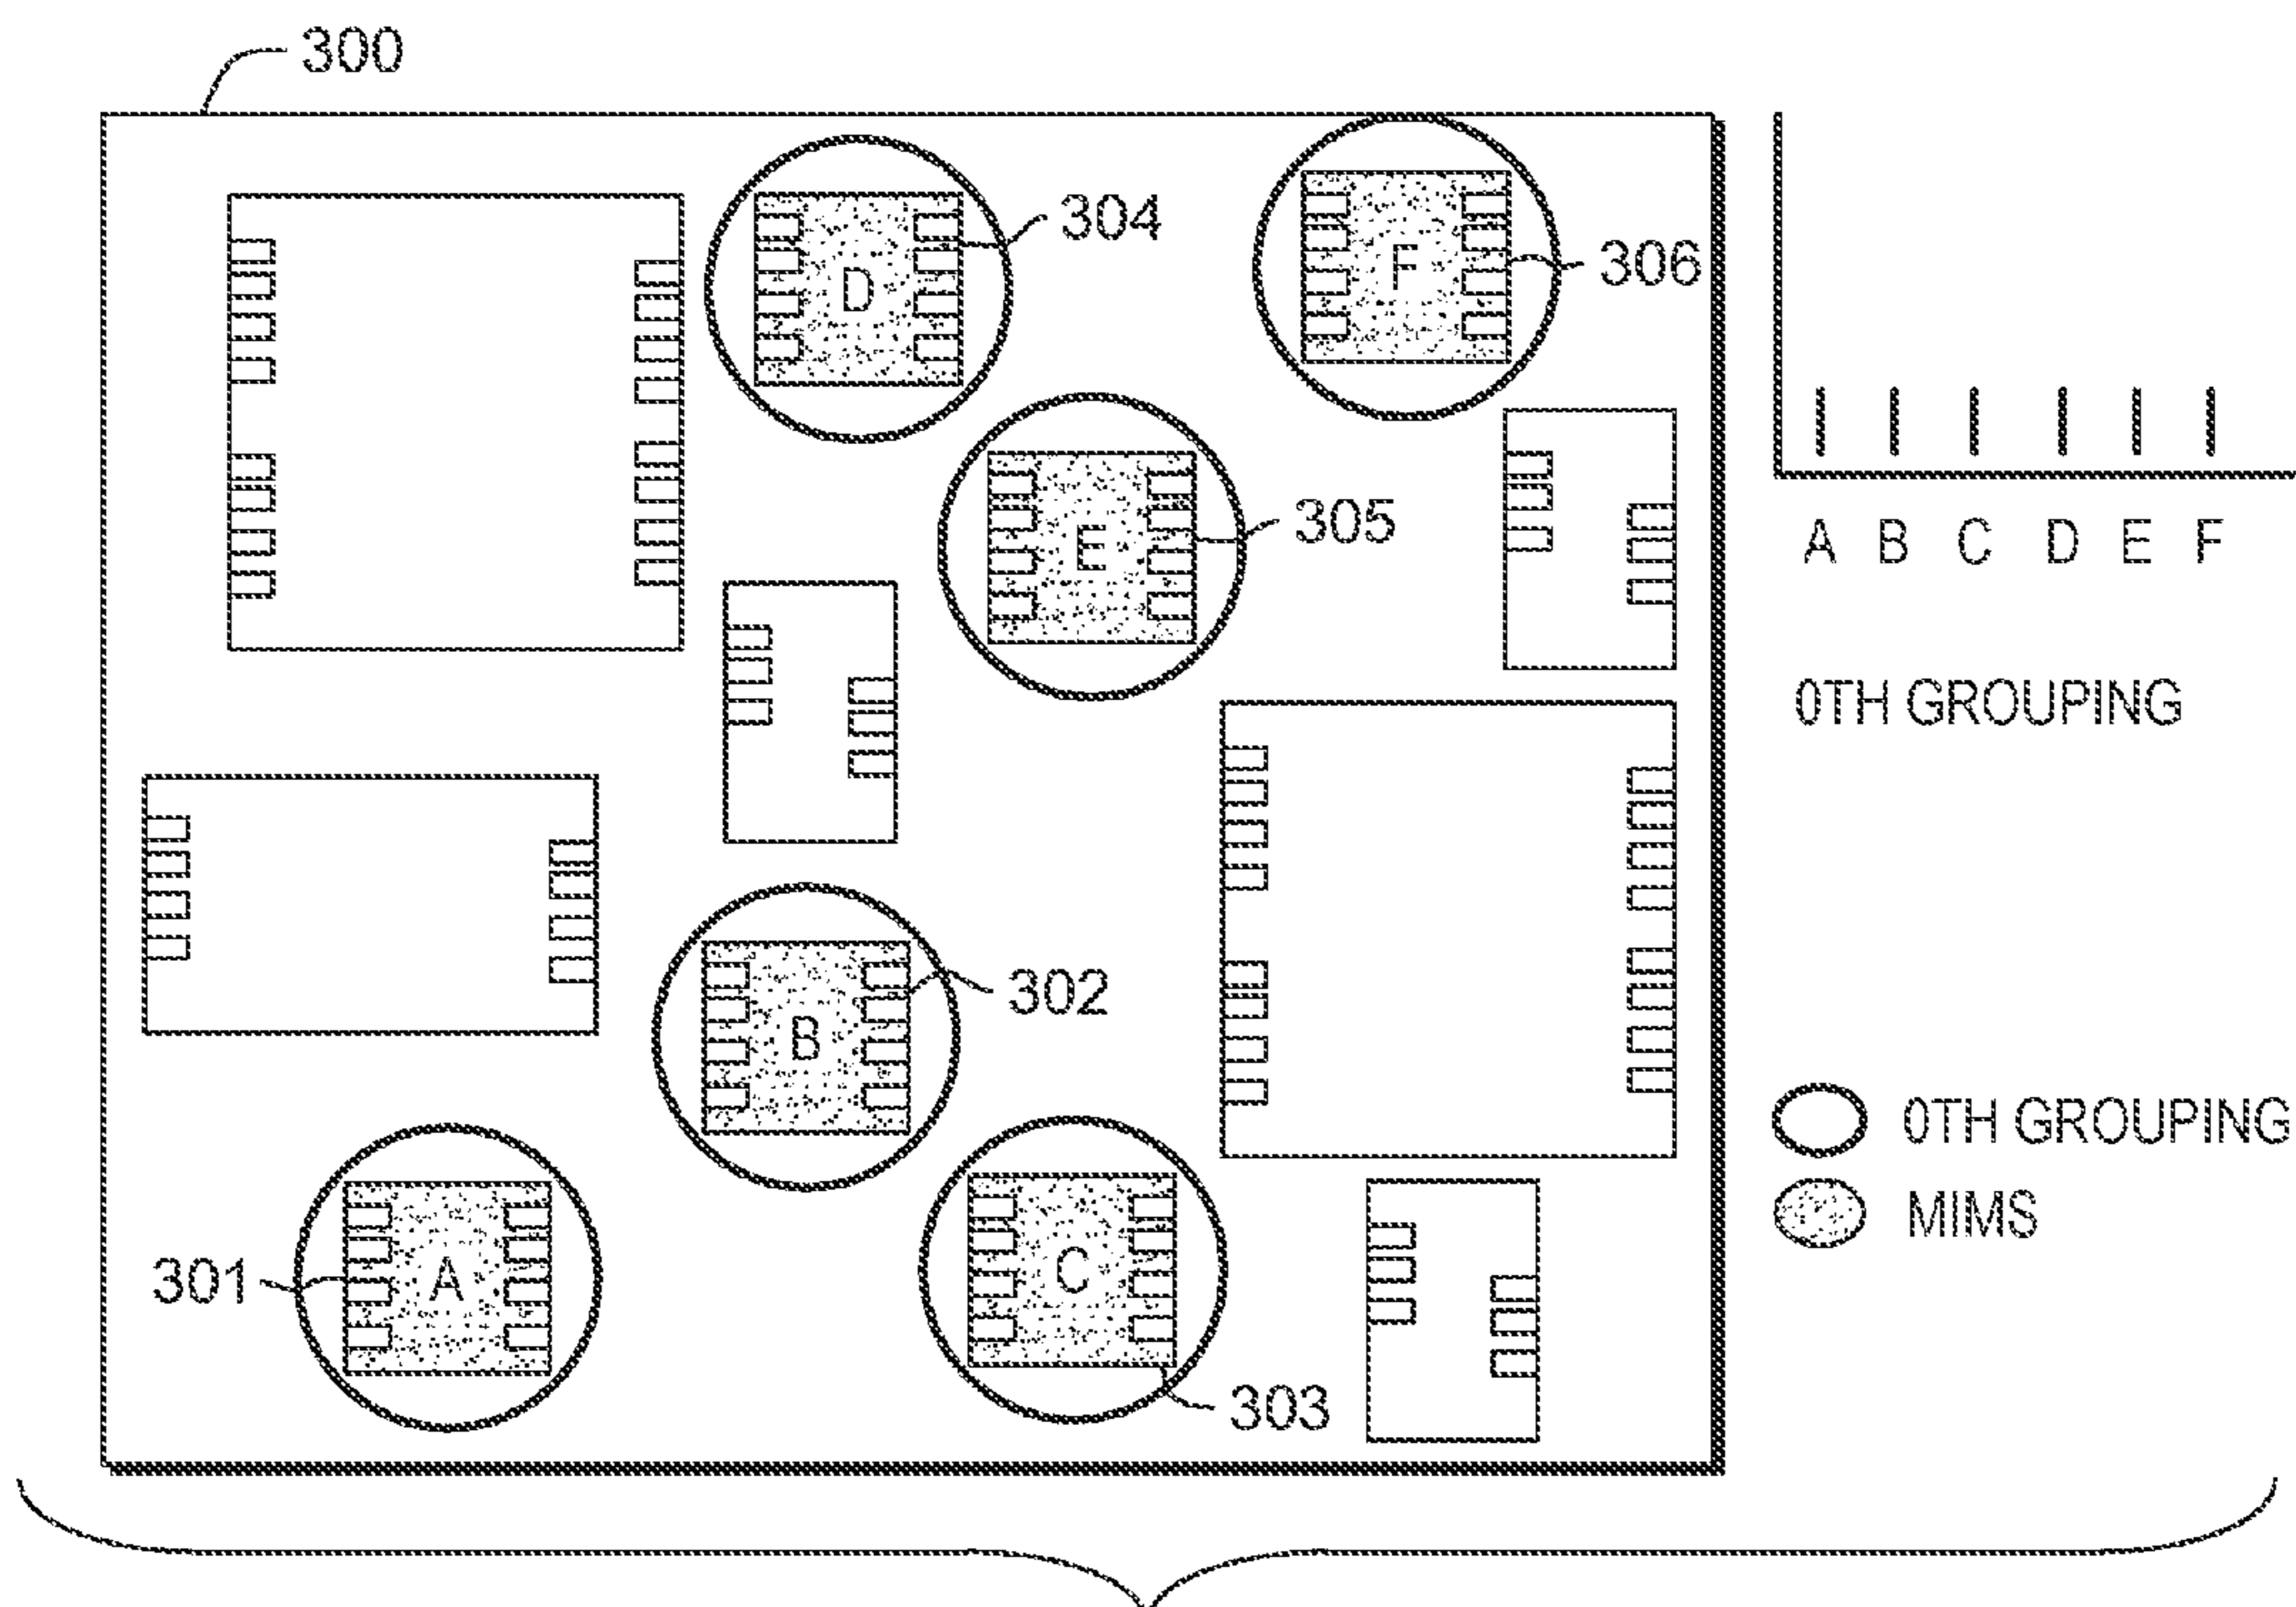 300
D
304
F
306
E
305
A B C D E F
0TH GROUPING
B
302
A
301
C
303
0TH GROUPING
MIMS